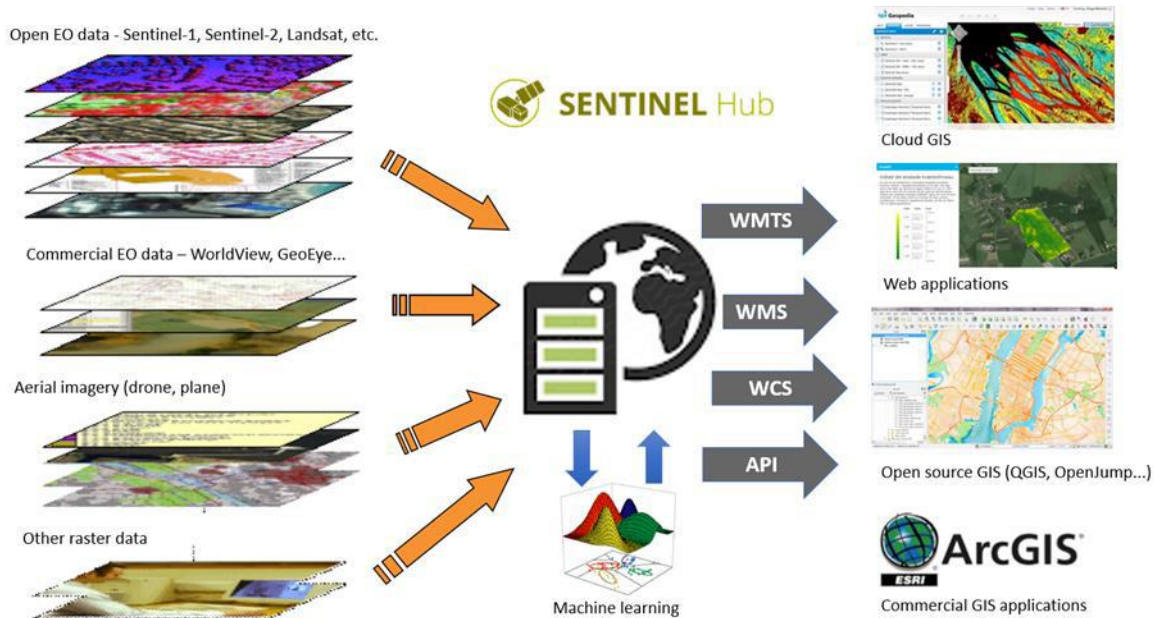 Open EO data - Sentinel-1, Sentinel-2, Landsat, etc.
SENTINEL Hub
Geopedia
Cloud GIS
Commercial EO data – WorldView, GeoEye...
WMTS
WMS
WCS
API
Web applications
Aerial imagery (drone, plane)
Open source GIS (QGIS, OpenJump...)
Other raster data
Machine learning
ArcGIS
ESRI
Commercial GIS applications